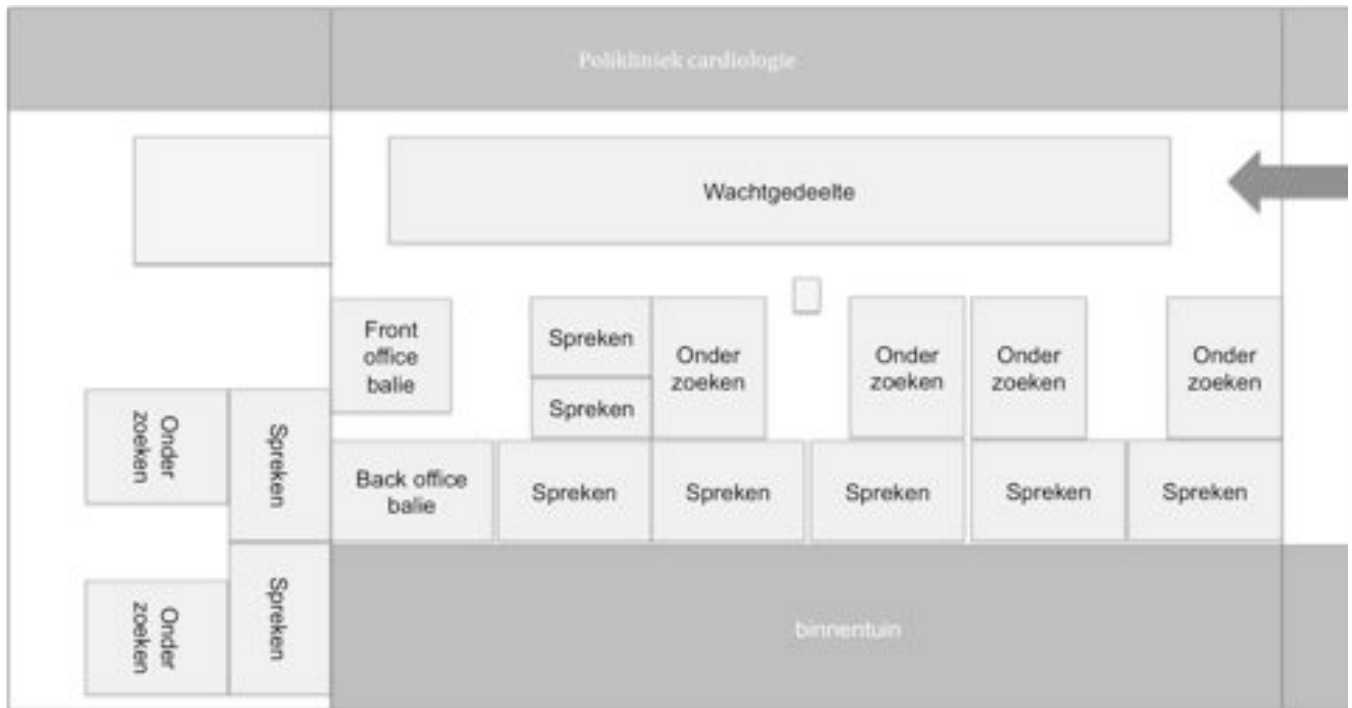 Polikliniek cardiologie
Wachtgedeelte
Front
office
balie
Spreken
Spreken
Onder
zoeken
Onder
zoeken
Onder
zoeken
Onder
zoeken
Onder
zoeken
Spreken
Back office
balie
Spreken
Spreken
Spreken
Spreken
Spreken
Onder
zoeken
Spreken
binnentuin